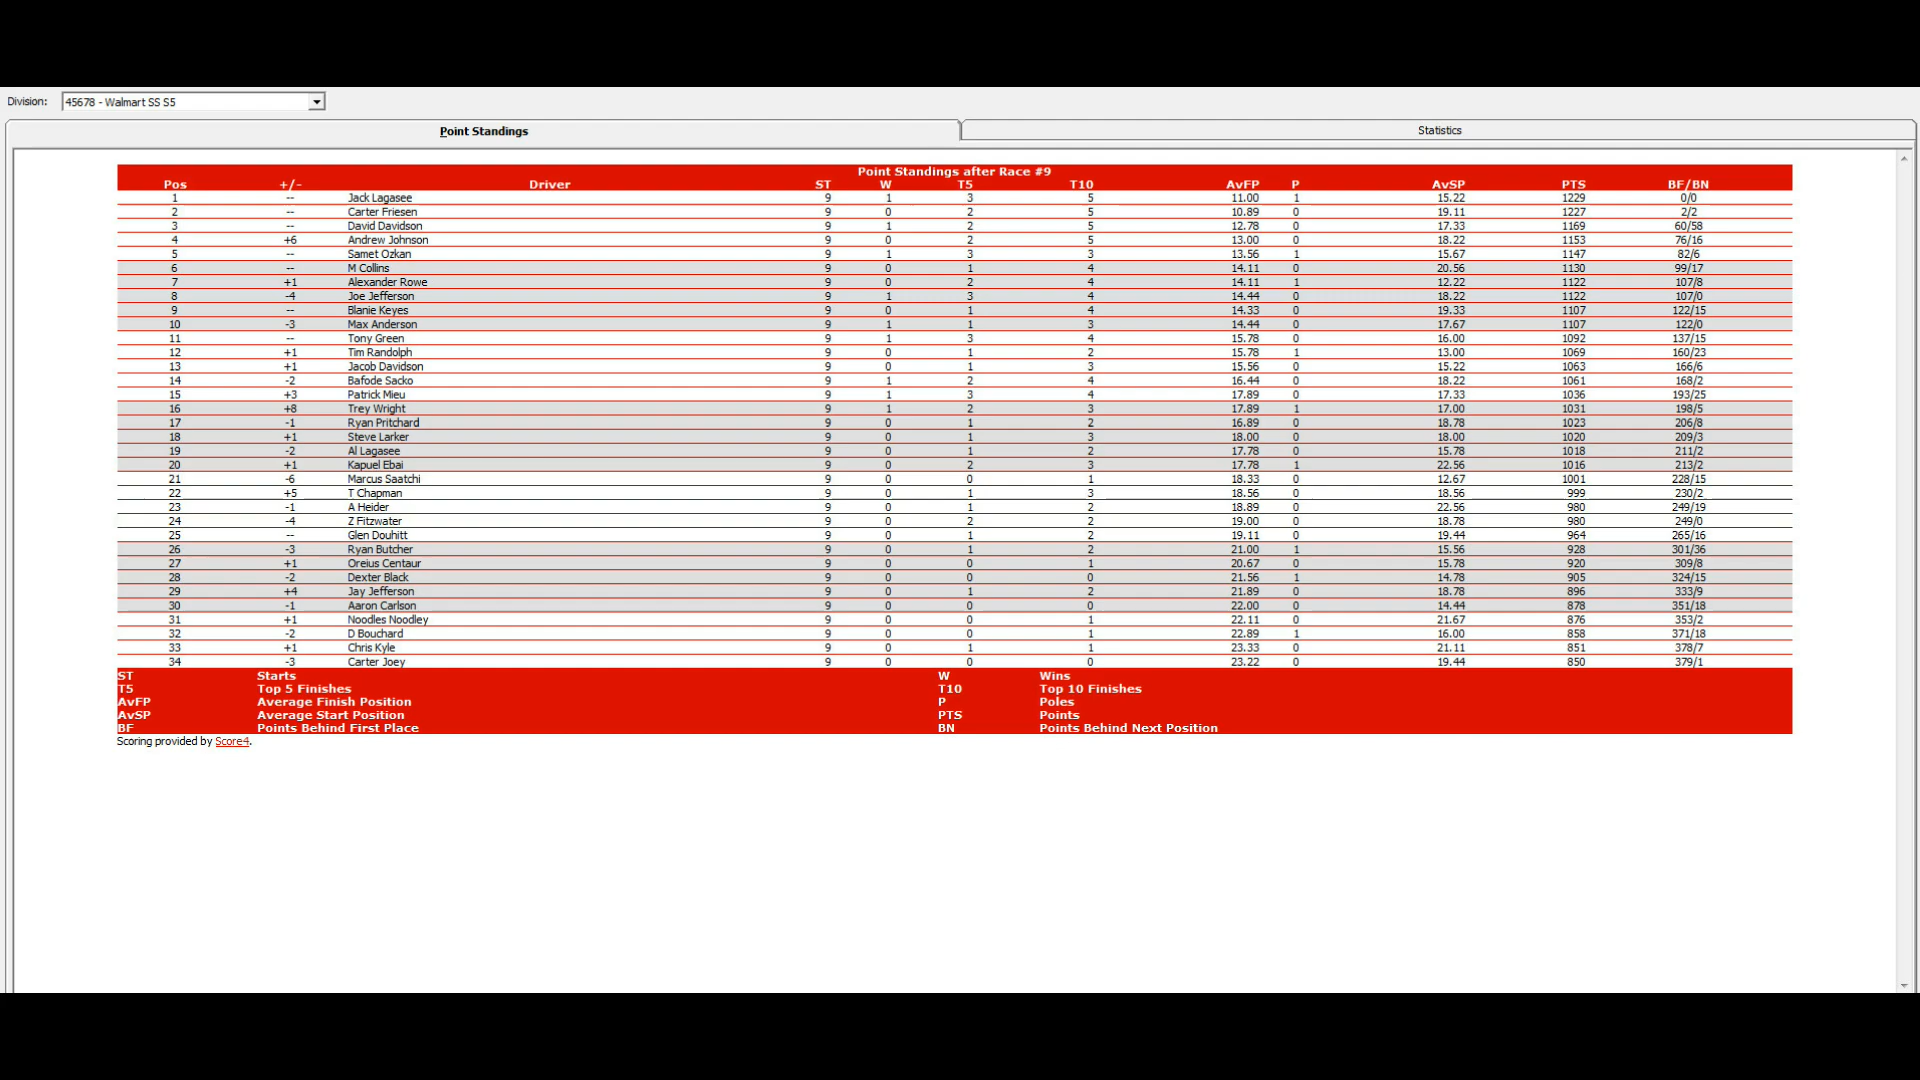 Division: 45678 - Walmart SS S5
Point Standings Statistics
Point Standings after Race #9
Pos +/- Driver ST W T5 T10 AvFP P AvSP PTS BF/BN
1 -- Jack Lagasee 9 1 3 5 11.00 1 15.22 1229 0/0
2 -- Carter Friesen 9 0 2 5 10.89 0 19.11 1227 2/2
3 -- David Davidson 9 1 2 5 12.78 0 17.33 1169 60/58
4 +6 Andrew Johnson 9 0 2 5 13.00 0 18.22 1153 76/16
5 -- Samet Ozkan 9 1 3 3 13.56 1 15.67 1147 82/6
6 -- M Collins 9 0 1 4 14.11 0 20.56 1130 99/17
7 +1 Alexander Rowe 9 0 2 4 14.11 1 12.22 1122 107/8
8 -4 Joe Jefferson 9 1 3 4 14.44 0 18.22 1122 107/0
9 -- Blanie Keyes 9 0 1 4 14.33 0 19.33 1107 122/15
10 -3 Max Anderson 9 1 1 3 14.44 0 17.67 1107 122/0
11 -- Tony Green 9 1 3 4 15.78 0 16.00 1092 137/15
12 +1 Tim Randolph 9 0 1 2 15.78 1 13.00 1069 160/23
13 +1 Jacob Davidson 9 0 1 3 15.56 0 15.22 1063 166/6
14 -2 Bafode Sacko 9 1 2 4 16.44 0 18.22 1061 168/2
15 +3 Patrick Mieu 9 1 3 4 17.89 0 17.33 1036 193/25
16 +8 Trey Wright 9 1 2 3 17.89 1 17.00 1031 198/5
17 -1 Ryan Pritchard 9 0 1 2 16.89 0 18.78 1023 206/8
18 +1 Steve Larker 9 0 1 3 18.00 0 18.00 1020 209/3
19 -2 Al Lagasee 9 0 1 2 17.78 0 15.78 1018 211/2
20 +1 Kapuel Ebai 9 0 2 3 17.78 1 22.56 1016 213/2
21 -6 Marcus Saatchi 9 0 0 1 18.33 0 12.67 1001 228/15
22 +5 T Chapman 9 0 1 3 18.56 0 18.56 999 230/2
23 -1 A Heider 9 0 1 2 18.89 0 22.56 980 249/19
24 -4 Z Fitzwater 9 0 2 2 19.00 0 18.78 980 249/0
25 -- Glen Douhitt 9 0 1 2 19.11 0 19.44 964 265/16
26 -3 Ryan Butcher 9 0 1 2 21.00 1 15.56 928 301/36
27 +1 Oreius Centaur 9 0 0 1 20.67 0 15.78 920 309/8
28 -2 Dexter Black 9 0 0 0 21.56 1 14.78 905 324/15
29 +4 Jay Jefferson 9 0 1 2 21.89 0 18.78 896 333/9
30 -1 Aaron Carlson 9 0 0 0 22.00 0 14.44 878 351/18
31 +1 Noodles Noodley 9 0 0 1 22.11 0 21.67 876 353/2
32 -2 D Bouchard 9 0 0 1 22.89 1 16.00 858 371/18
33 +1 Chris Kyle 9 0 1 1 23.33 0 21.11 851 378/7
34 -3 Carter Joey 9 0 0 0 23.22 0 19.44 850 379/1
ST Starts W Wins
T5 Top 5 Finishes T10 Top 10 Finishes
AvFP Average Finish Position P Poles
AvSP Average Start Position PTS Points
BF Points Behind First Place BN Points Behind Next Position
Scoring provided by Score4.